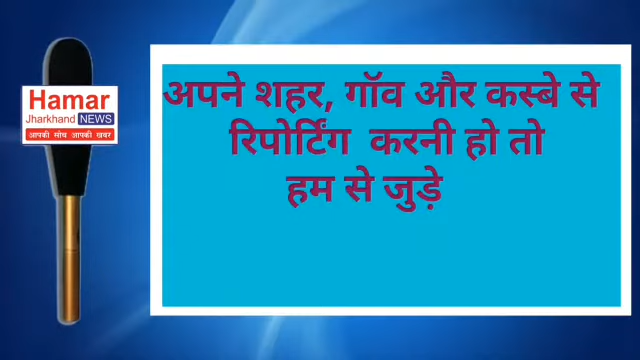 Hamar
Jharkhand NEWS
आपकी सोच आपकी खबर
अपने शहर, गॉव और कस्बे से
रिपोर्टिंग करनी हो तो
हम से जुड़े